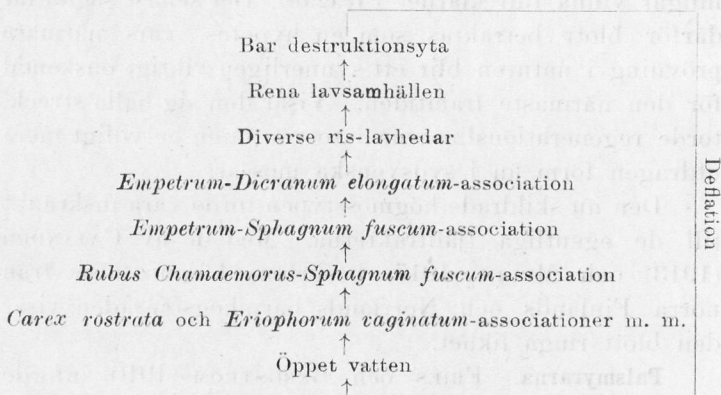 Bar destruktionsyta
↑
Rena lavsamhällen
↑
Diverse ris-lavhedar
↑
Empetrum-Dicranum elongatum-association
↑
Empetrum-Sphagnum fuscum-association
↑
Rubus Chamaemorus-Sphagnum fuscum-association
↑
Carex rostrata och Eriophorum vaginatum-associationer m. m.
↑
Öppet vatten
↑
Deflation